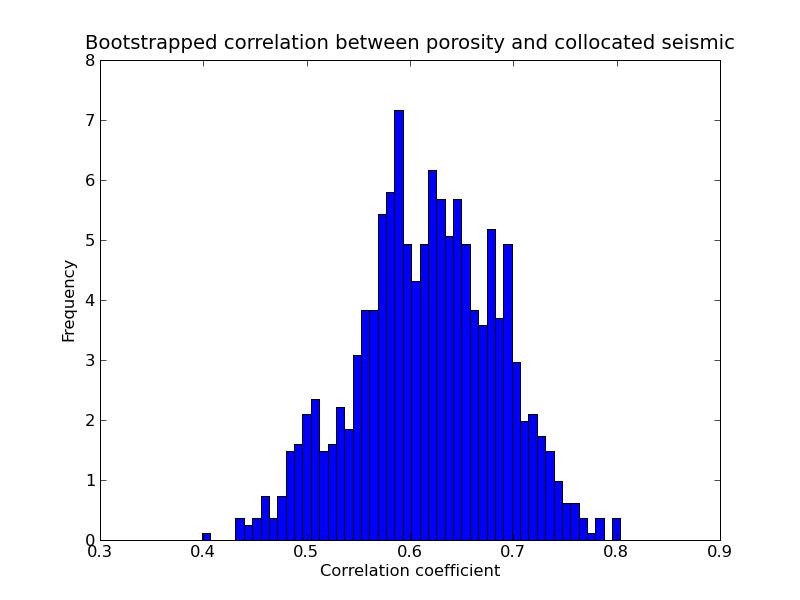 Bootstrapped correlation between porosity and collocated seismic
8
7
6
5
4
3
2
1
0
Frequency
0.3 0.4 0.5 0.6 0.7 0.8 0.9
Correlation coefficient